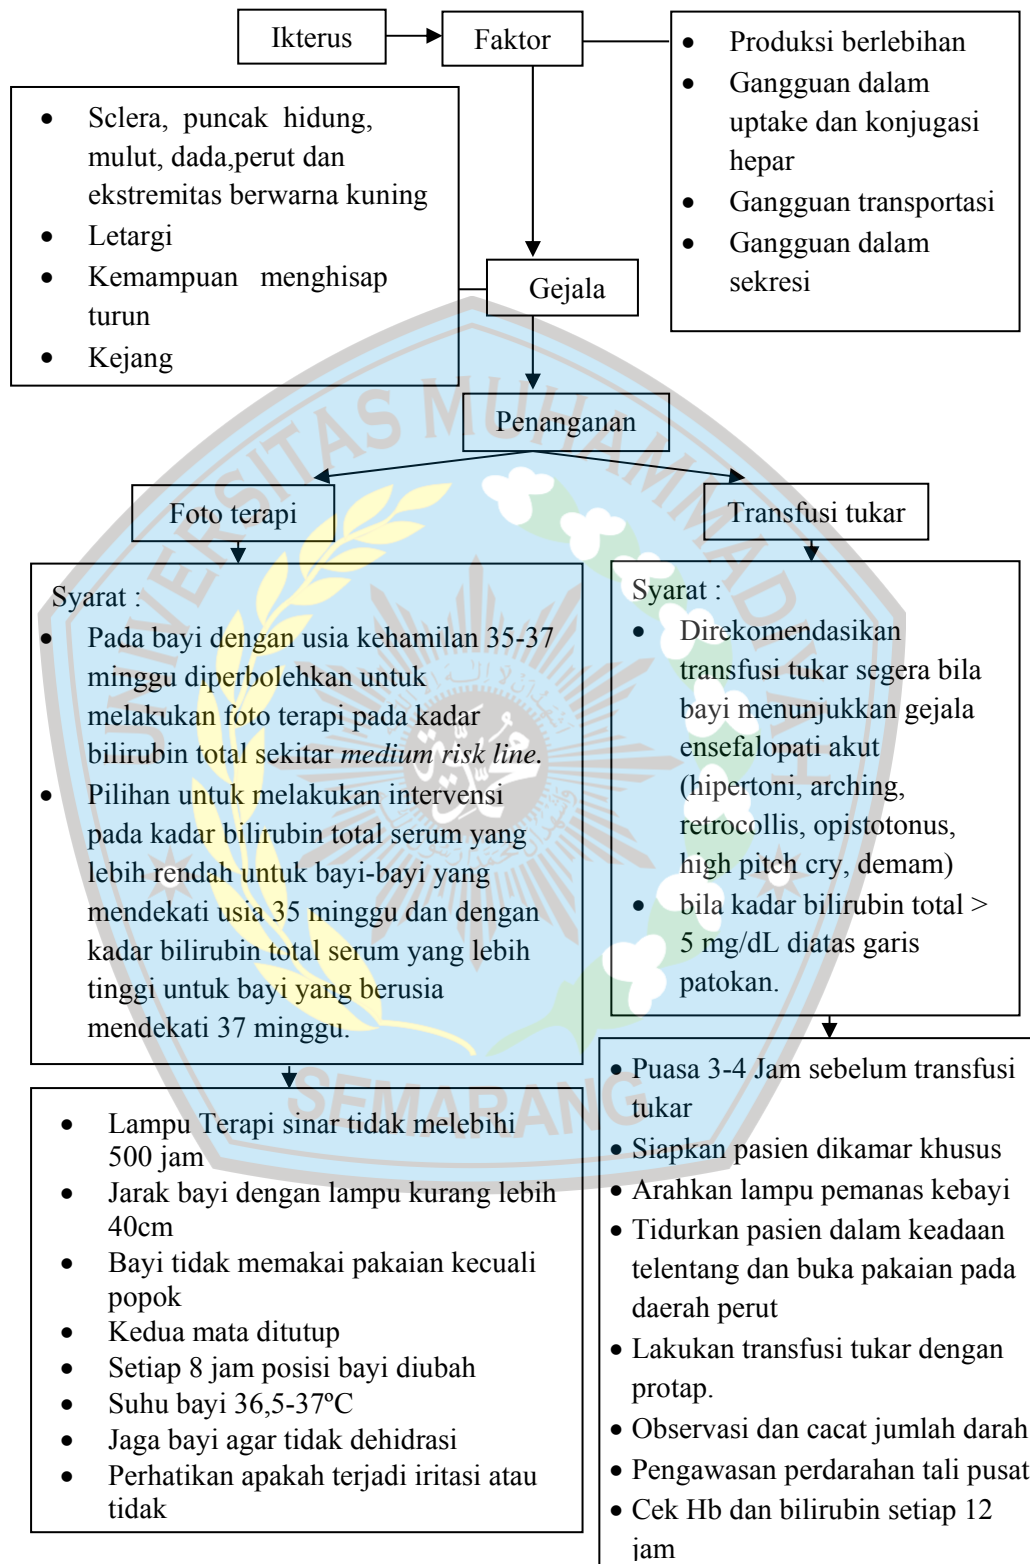 Ikterus
Faktor
• Produksi berlebihan
• Gangguan dalam
uptake dan konjugasi
hepar
• Gangguan transportasi
• Gangguan dalam
sekresi
• Sclera, puncak hidung,
mulut, dada,perut dan
ekstremitas berwarna kuning
• Letargi
• Kemampuan menghisap
turun
• Kejang
Gejala
Penanganan
Foto terapi
Transfusi tukar
Syarat :
• Pada bayi dengan usia kehamilan 35-37
minggu diperbolehkan untuk
melakukan foto terapi pada kadar
bilirubin total sekitar medium risk line.
• Pilihan untuk melakukan intervensi
pada kadar bilirubin total serum yang
lebih rendah untuk bayi-bayi yang
mendekati usia 35 minggu dan dengan
kadar bilirubin total serum yang lebih
tinggi untuk bayi yang berusia
mendekati 37 minggu.
Syarat :
• Direkomendasikan
transfusi tukar segera bila
bayi menunjukkan gejala
ensefalopati akut
(hipertoni, arching,
retrocollis, opistotonus,
high pitch cry, demam)
• bila kadar bilirubin total >
5 mg/dL diatas garis
patokan.
• Lampu Terapi sinar tidak melebihi
500 jam
• Jarak bayi dengan lampu kurang lebih
40cm
• Bayi tidak memakai pakaian kecuali
popok
• Kedua mata ditutup
• Setiap 8 jam posisi bayi diubah
• Suhu bayi 36,5-37ºC
• Jaga bayi agar tidak dehidrasi
• Perhatikan apakah terjadi iritasi atau
tidak
• Puasa 3-4 Jam sebelum transfusi
tukar
• Siapkan pasien dikamar khusus
• Arahkan lampu pemanas kebayi
• Tidurkan pasien dalam keadaan
telentang dan buka pakaian pada
daerah perut
• Lakukan transfusi tukar dengan
protap.
• Observasi dan cacat jumlah darah
• Pengawasan perdarahan tali pusat
• Cek Hb dan bilirubin setiap 12
jam
UNIVERSITAS MUHAMMADIYAH
SEMARANG
محمد